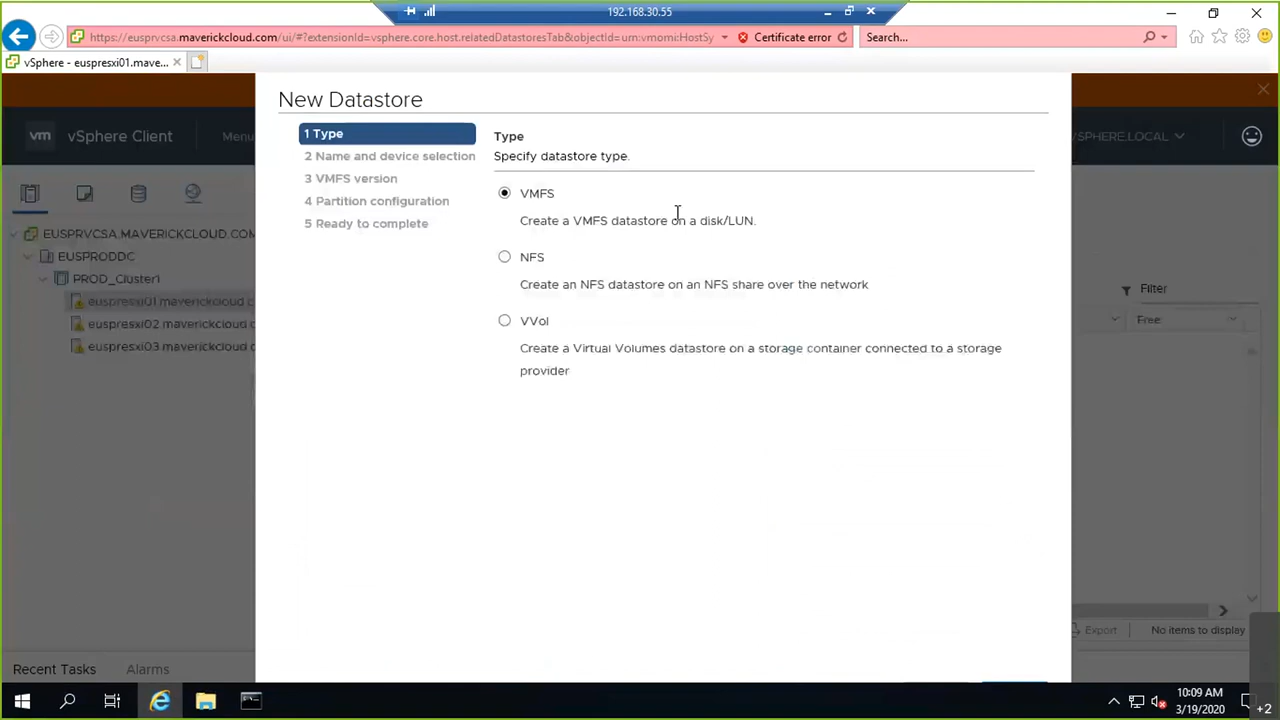 192.168.30.55
https://eusprvcsa.maverickcloud.com/ui/#?extensionId=vsphere.core.host.relatedDatastoresTab&objectId=urn:vmomi:HostSy
Certificate error
Search...
vSphere - euspresxi01.mave...
vm vSphere Client
Menu
VSPHERE.LOCAL
New Datastore
1 Type
2 Name and device selection
3 VMFS version
4 Partition configuration
5 Ready to complete
Type
Specify datastore type.
VMFS
Create a VMFS datastore on a disk/LUN.
NFS
Create an NFS datastore on an NFS share over the network
VVol
Create a Virtual Volumes datastore on a storage container connected to a storage
provider
EUSPRVCSA.MAVERICKCLOUD.COM
EUSPRODDC
PROD_Cluster1
euspresxi01.maverickcloud.c
euspresxi02.maverickcloud.c
euspresxi03.maverickcloud.c
Filter
Free
Export
No items to display
Recent Tasks
Alarms
10:09 AM
3/19/2020
+2